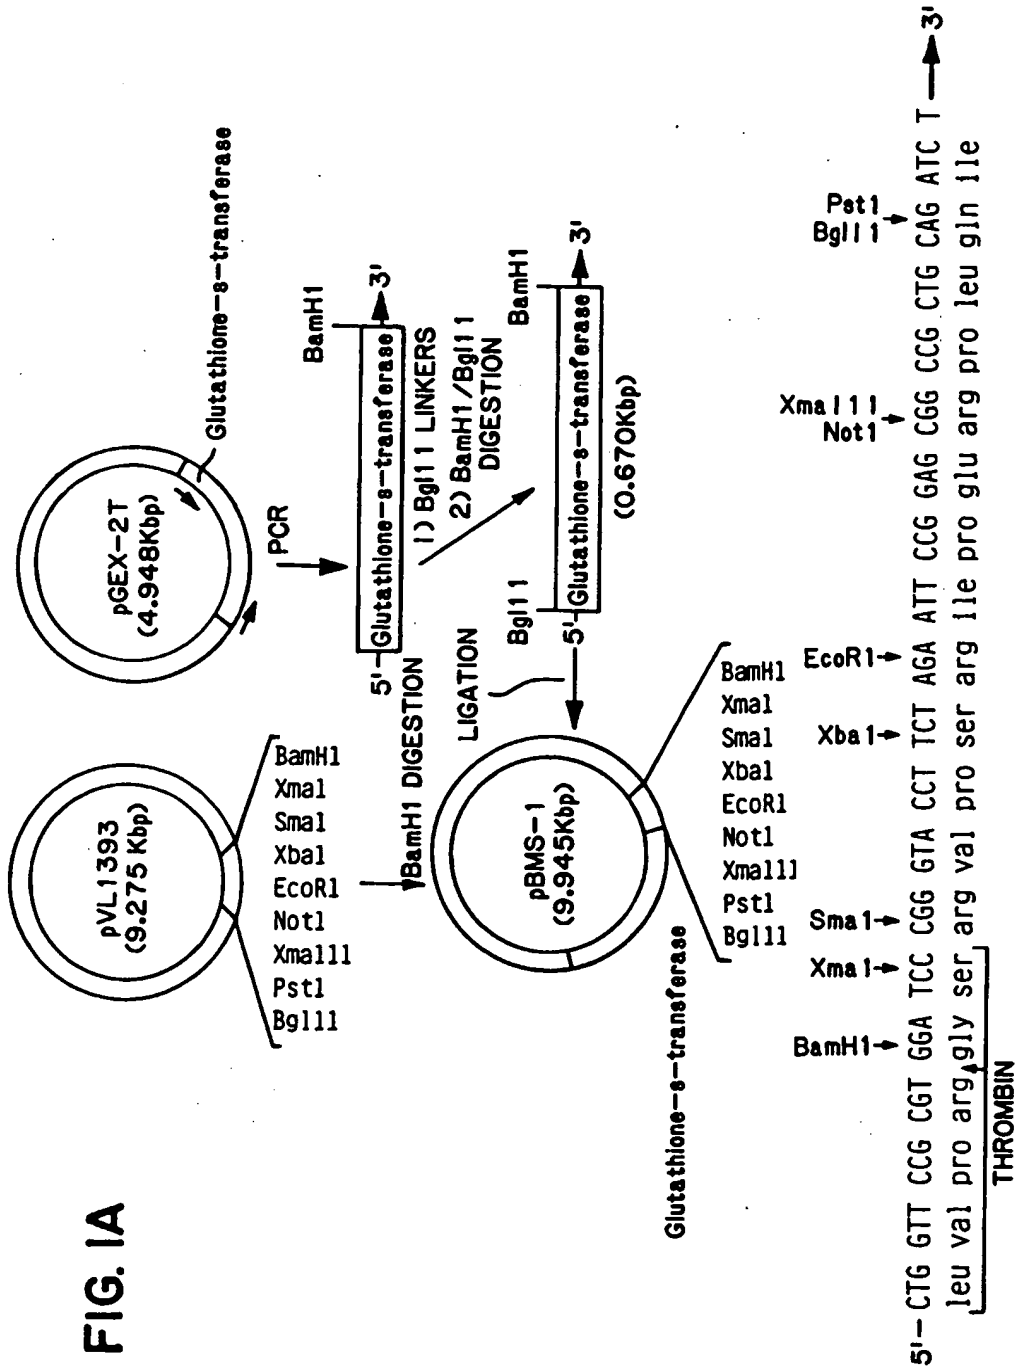 FIG. 1A
pVL1393
(9.275 Kbp)
BamH1
Xma1
Sma1
Xba1
EcoR1
Not1
Xma111
Pst1
Bgl11
BamH1 DIGESTION
pGEX-2T
(4.948Kbp)
Glutathione-s-transferase
PCR
BamH1
5'
Glutathione-s-transferase
3'
1) Bgl11 LINKERS
2) BamH1/Bgl11
DIGESTION
Bgl11
BamH1
5'
Glutathione-s-transferase
3'
(0.670Kbp)
LIGATION
pBMS-1
(9.945Kbp)
Glutathione-s-transferase
BamH1
Xma1
Sma1
Xba1
EcoR1
Not1
Xma111
Pst1
Bgl11
BamH1
Xma1
Sma1
Xba1
EcoR1
Xma111
Not1
Pst1
Bgl11
5'- CTG GTT CCG CGT GGA TCC CGG GTA CCT TCT AGA ATT CCG GAG CGG CCG CTG CAG ATC T 3'
leu val pro arg gly ser arg val pro ser arg ile pro glu arg pro leu gln ile
THROMBIN